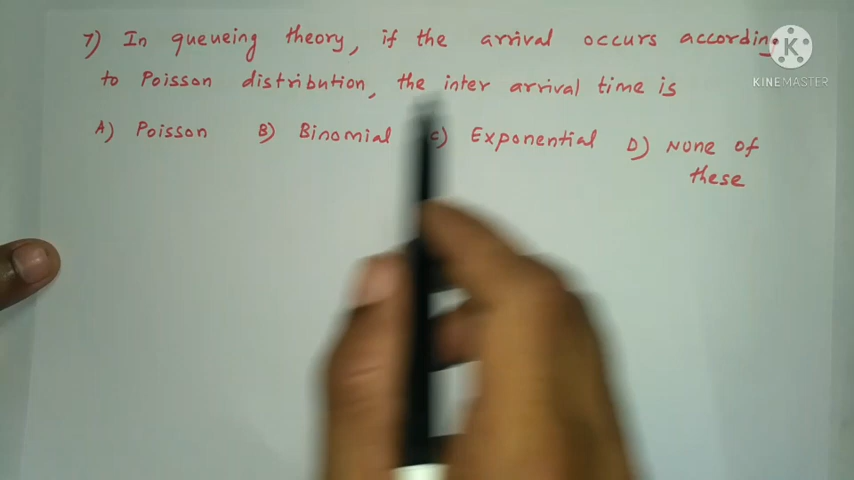 7) In queueing theory, if the arrival occurs according
to Poisson distribution, the inter arrival time is
A) Poisson B) Binomial C) Exponential D) None of
these
K
KINEMASTER